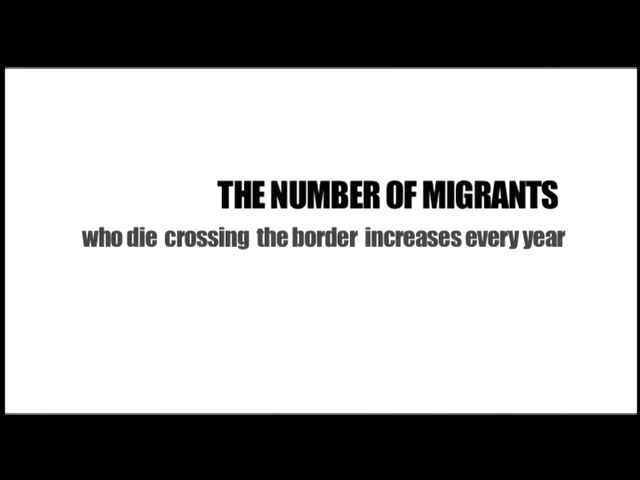 THE NUMBER OF MIGRANTS
who die crossing the border increases every year